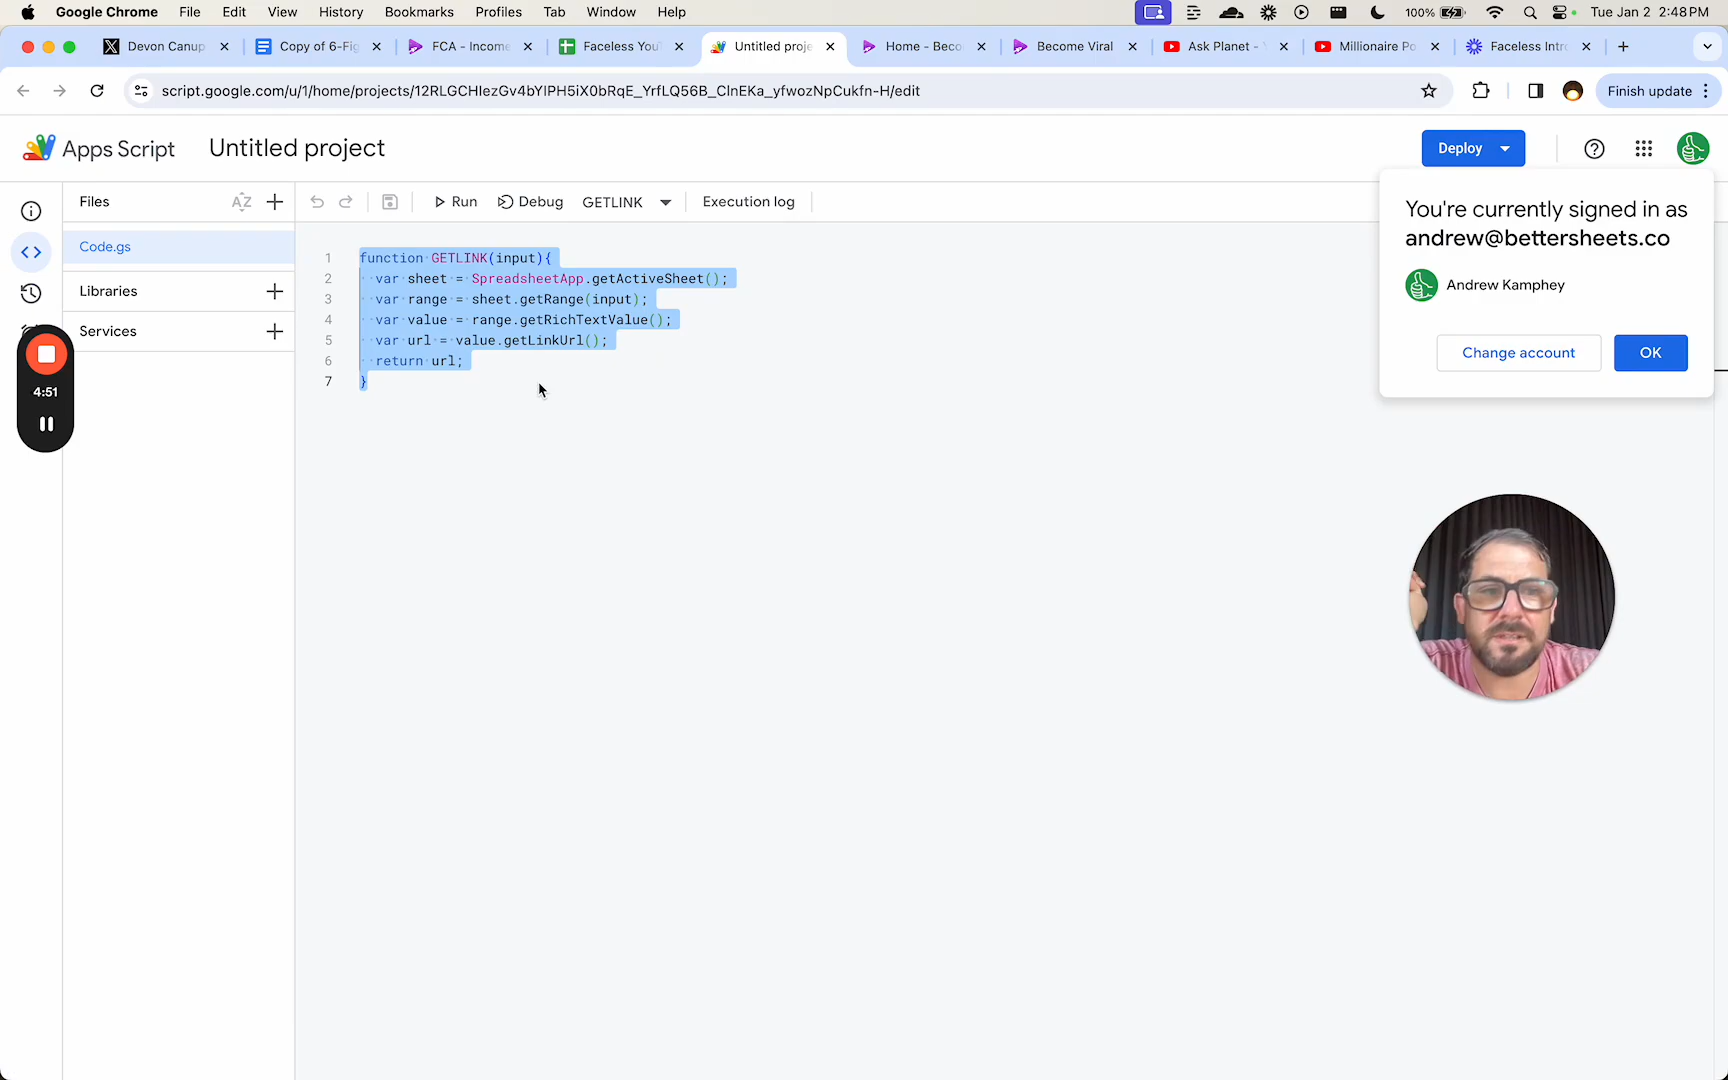 Google Chrome File Edit View History Bookmarks Profiles Tab Window Help 100% Tue Jan 2 2:48 PM
Devon Canup Copy of 6-Fig FCA - Income Faceless You Untitled proje Home - Beco Become Viral Ask Planet - Millionaire Po Faceless Intro
script.google.com/u/1/home/projects/12RLGCHIezGv4bYIPH5iX0bRqE_YrfLQ56B_CInEKa_yfwozNpCukfn-H/edit Finish update
Apps Script Untitled project Deploy
Files AZ Run Debug GETLINK Execution log
Code.gs
Libraries
Services
4:51
1 function GETLINK(input){
2 var sheet = SpreadsheetApp.getActiveSheet();
3 var range = sheet.getRange(input);
4 var value = range.getRichTextValue();
5 var url = value.getLinkUrl();
6 return url;
7 }
You're currently signed in as
andrew@bettersheets.co
Andrew Kamphey
Change account OK